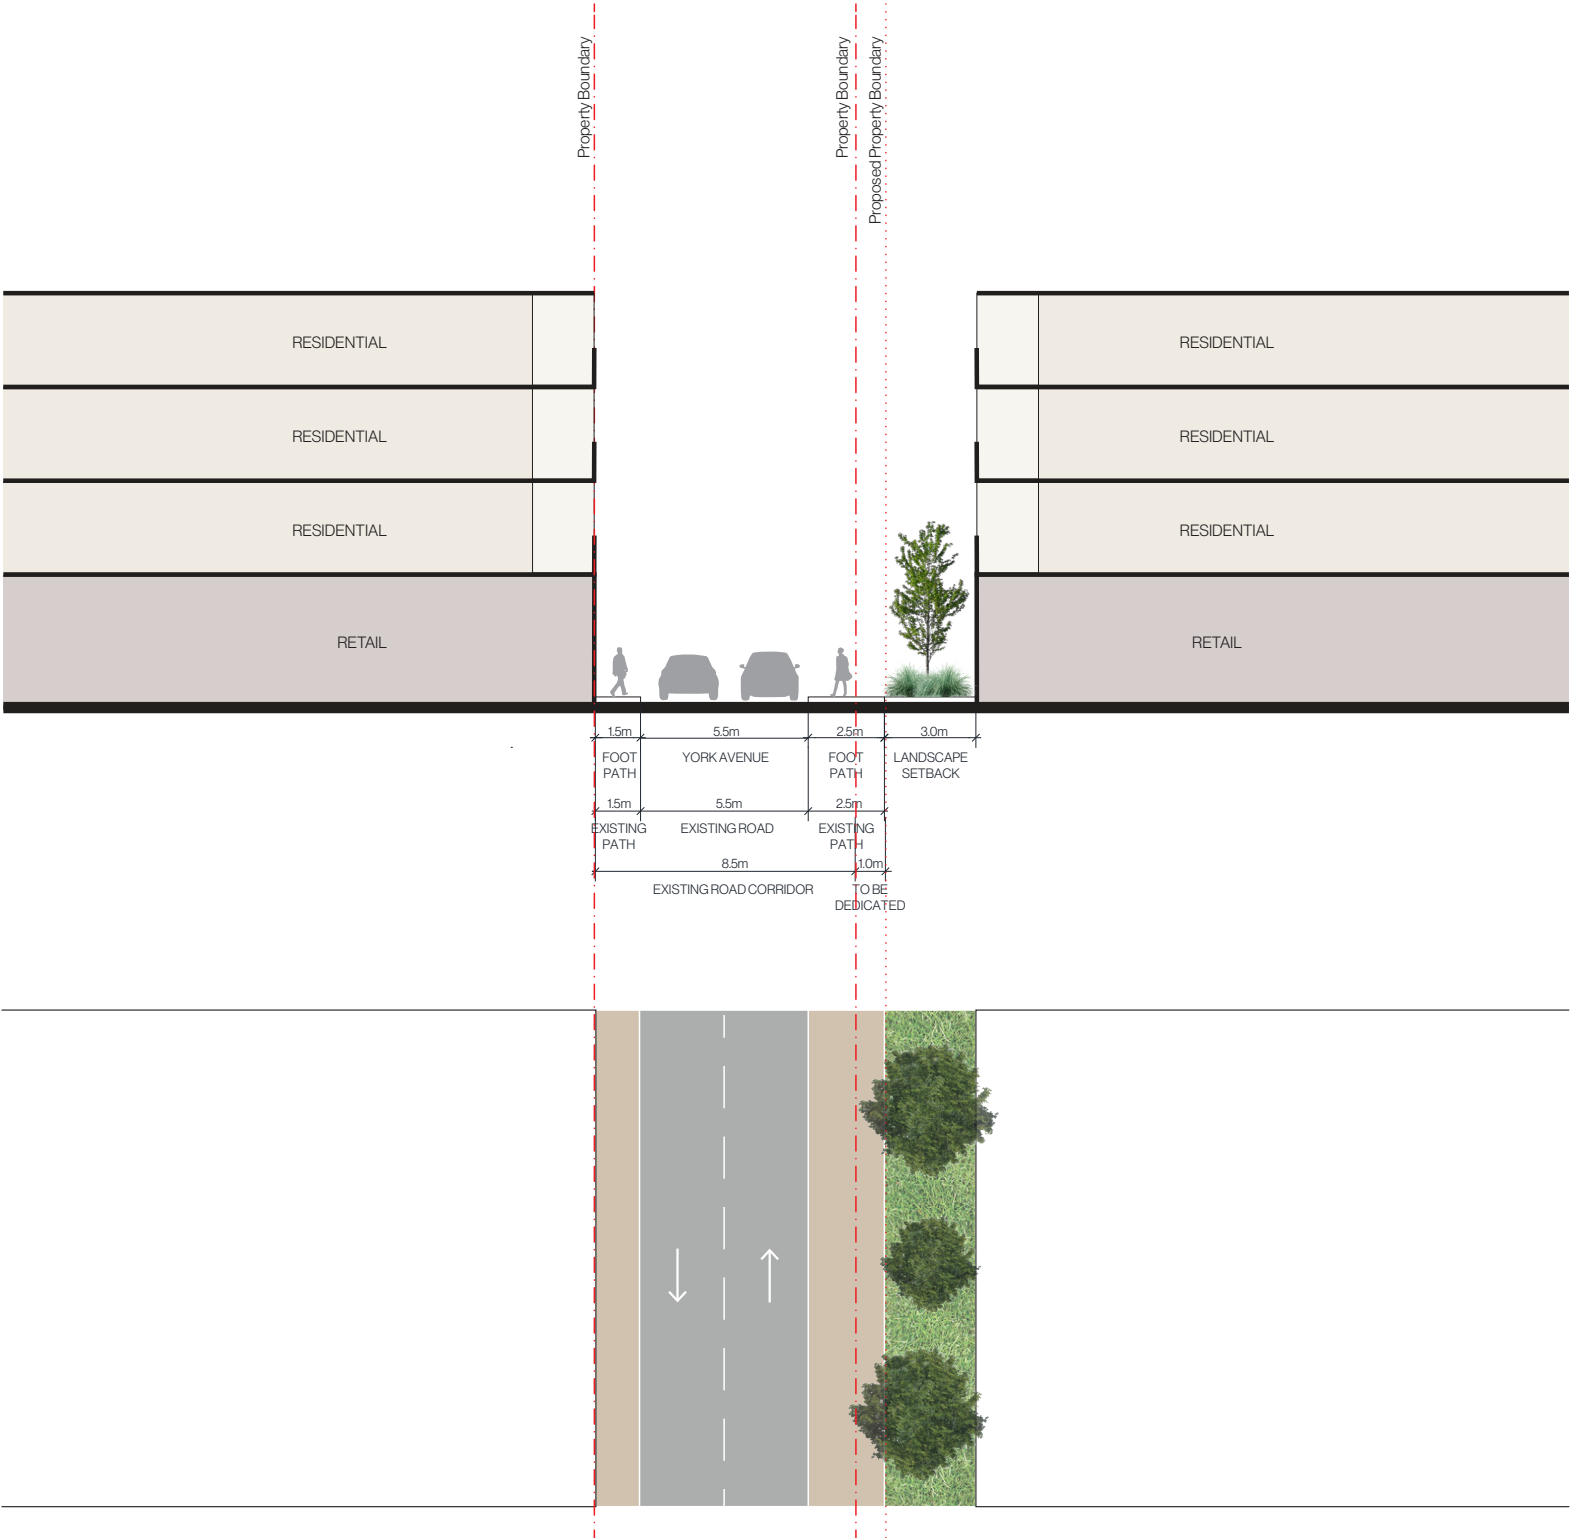 Property Boundary
Property Boundary
Proposed Property Boundary
RESIDENTIAL
RESIDENTIAL
RESIDENTIAL
RESIDENTIAL
RESIDENTIAL
RESIDENTIAL
RETAIL
RETAIL
1.5m
5.5m
2.5m
3.0m
FOOT
PATH
YORK AVENUE
FOOT
PATH
LANDSCAPE
SETBACK
1.5m
5.5m
2.5m
EXISTING
PATH
EXISTING ROAD
EXISTING
PATH
8.5m
1.0m
EXISTING ROAD CORRIDOR
TO BE
DEDICATED